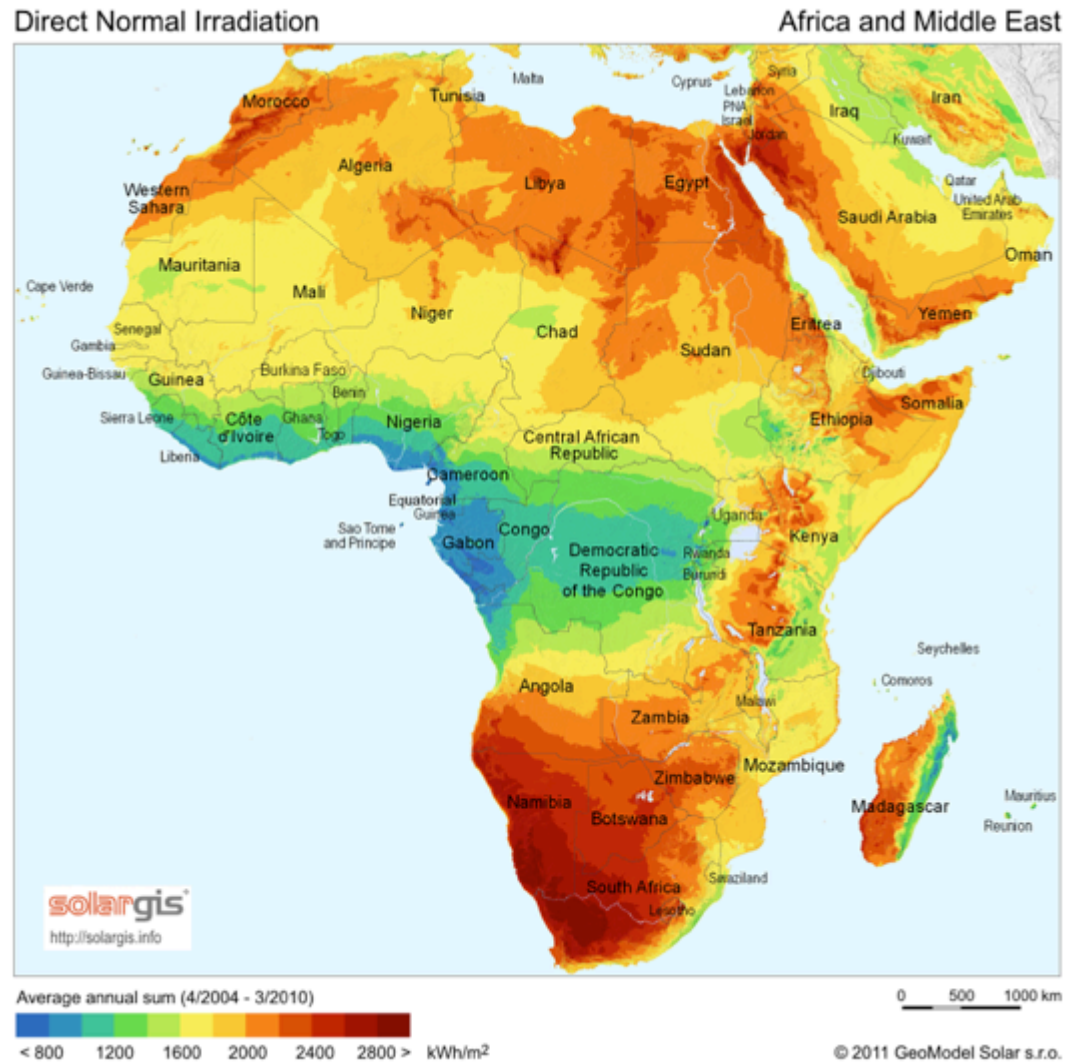 Direct Normal Irradiation
Africa and Middle East
Malta
Cyprus
Syria
Lebanon
PNA
Israel
Jordan
Iraq
Iran
Kuwait
Morocco
Tunisia
Algeria
Libya
Egypt
Western
Sahara
Qatar
United Arab
Emirates
Saudi Arabia
Oman
Mauritania
Cape Verde
Mali
Niger
Chad
Sudan
Eritrea
Yemen
Senegal
Gambia
Guinea-Bissau
Guinea
Burkina Faso
Benin
Djibouti
Sierra Leone
Côte
d'Ivoire
Ghana
Togo
Nigeria
Ethiopia
Somalia
Liberia
Central African
Republic
Cameroon
Equatorial
Guinea
Sao Tome
and Principe
Gabon
Congo
Uganda
Kenya
Democratic
Republic
of the Congo
Rwanda
Burundi
Tanzania
Seychelles
Comoros
Angola
Malawi
Zambia
Mozambique
Zimbabwe
Namibia
Botswana
Madagascar
Mauritius
Reunion
South Africa
Swaziland
Lesotho
solargis
http://solargis.info
Average annual sum (4/2004 - 3/2010)
0 500 1000 km
< 800 1200 1600 2000 2400 2800 > kWh/m²
© 2011 GeoModel Solar s.r.o.